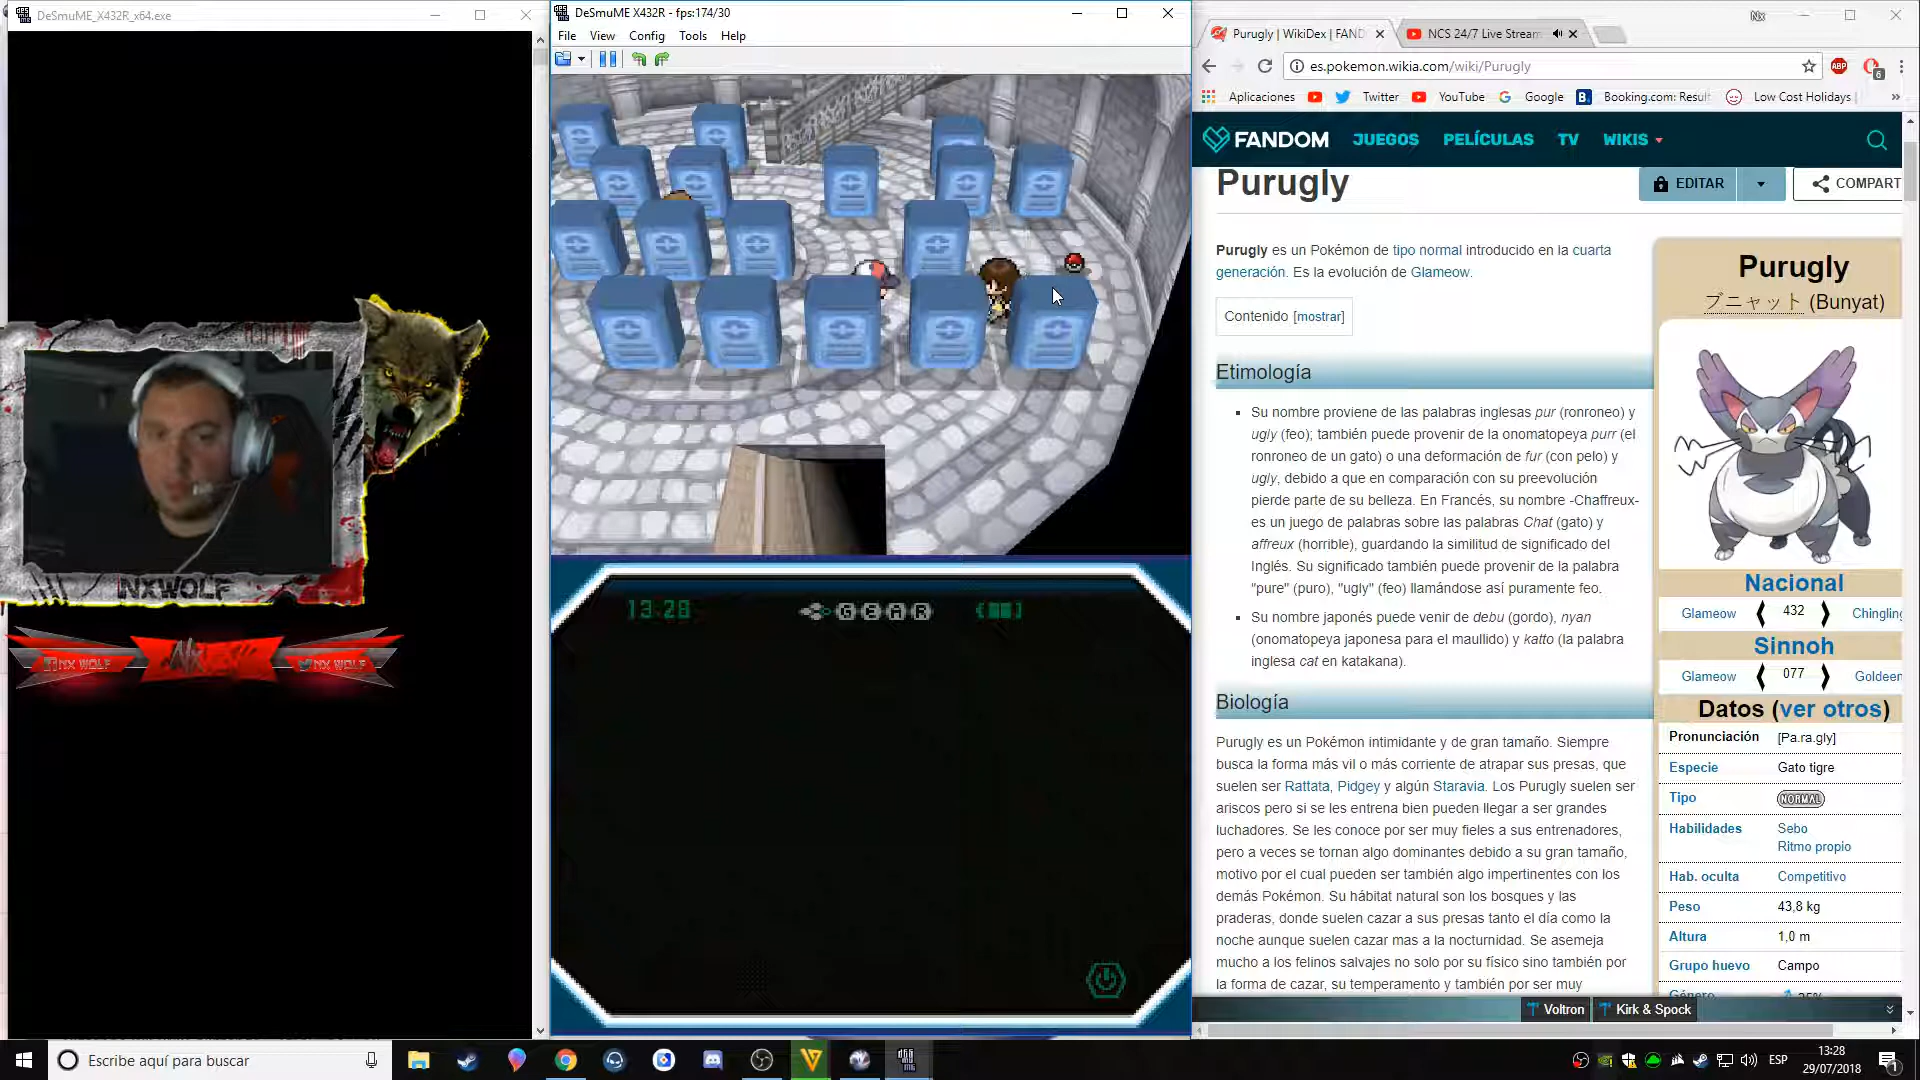 DeSmuME_X432R_x64.exe
NXWOLF
NX WOLF
NX WOLF
DeSmuME X432R - fps:174/30
File View Config Tools Help
13:28
GEAR
Purugly | WikiDex | FAND
NCS 24/7 Live Stream
Nx
es.pokemon.wikia.com/wiki/Purugly
ABP
6
Aplicaciones
Twitter
YouTube
Google
Booking.com: Result
Low Cost Holidays
FANDOM JUEGOS PELÍCULAS TV WIKIS
Purugly
EDITAR
COMPART
Purugly es un Pokémon de tipo normal introducido en la cuarta
generación. Es la evolución de Glameow.
Contenido [mostrar]
Etimología
Su nombre proviene de las palabras inglesas pur (ronroneo) y
ugly (feo); también puede provenir de la onomatopeya purr (el
ronroneo de un gato) o una deformación de fur (con pelo) y
ugly, debido a que en comparación con su preevolución
pierde parte de su belleza. En Francés, su nombre -Chaffreux-
es un juego de palabras sobre las palabras Chat (gato) y
affreux (horrible), guardando la similitud de significado del
Inglés. Su significado también puede provenir de la palabra
"pure" (puro), "ugly" (feo) llamándose así puramente feo.
Su nombre japonés puede venir de debu (gordo), nyan
(onomatopeya japonesa para el maullido) y katto (la palabra
inglesa cat en katakana).
Biología
Purugly es un Pokémon intimidante y de gran tamaño. Siempre
busca la forma más vil o más corriente de atrapar sus presas, que
suelen ser Rattata, Pidgey y algún Staravia. Los Purugly suelen ser
ariscos pero si se les entrena bien pueden llegar a ser grandes
luchadores. Se les conoce por ser muy fieles a sus entrenadores,
pero a veces se tornan algo dominantes debido a su gran tamaño,
motivo por el cual pueden ser también algo impertinentes con los
demás Pokémon. Su hábitat natural son los bosques y las
praderas, donde suelen cazar a sus presas tanto el día como la
noche aunque suelen cazar mas a la nocturnidad. Se asemeja
mucho a los felinos salvajes no solo por su físico sino también por
la forma de cazar, su temperamento y también por ser muy
Purugly
ブニャット (Bunyat)
Nacional
Glameow 432 Chingling
Sinnoh
Glameow 077 Goldeen
Datos (ver otros)
Pronunciación [Pa.ra.gly]
Especie Gato tigre
Tipo NORMAL
Habilidades Sebo
Ritmo propio
Hab. oculta Competitivo
Peso 43,8 kg
Altura 1,0 m
Grupo huevo Campo
Voltron
Kirk & Spock
Escribe aquí para buscar
ESP
13:28
29/07/2018
1